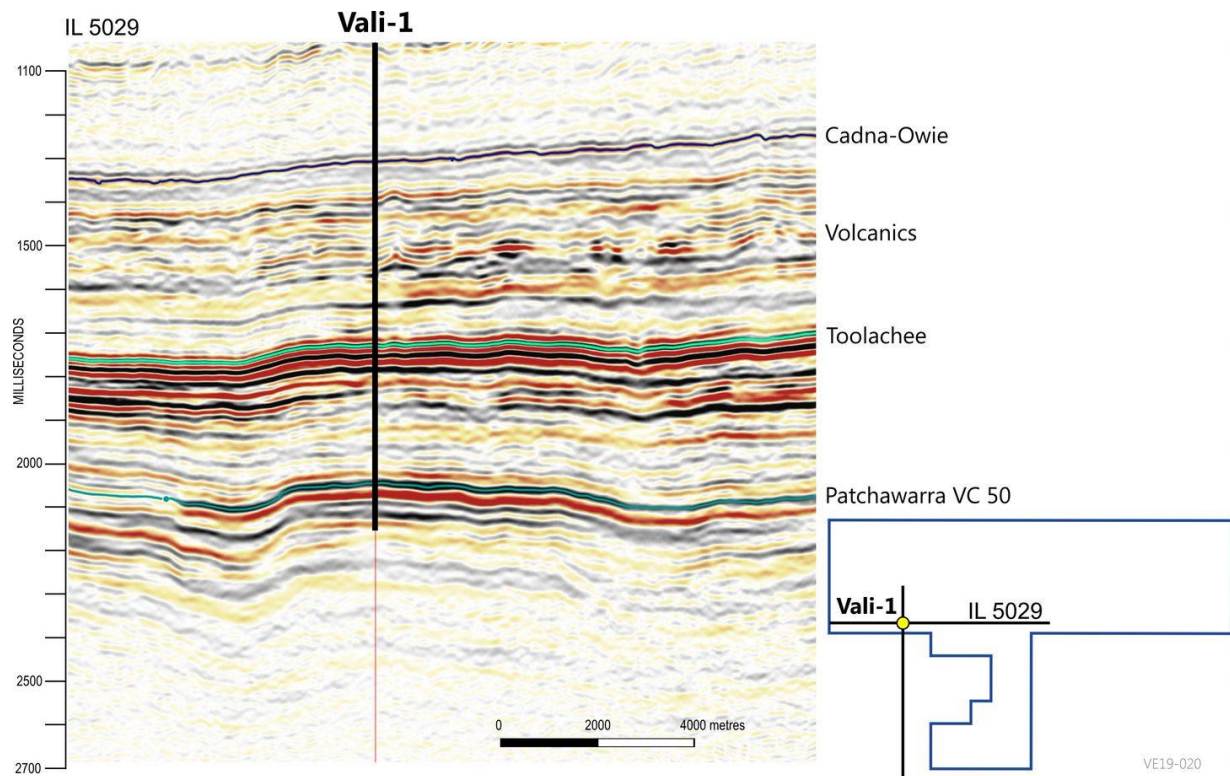 IL 5029
Vali-1
1100
1500
2000
2500
2700
MILLISECONDS
Cadna-Owie
Volcanics
Toolachee
Patchawarra VC 50
0 2000 4000 metres
Vali-1
IL 5029
VE19-020